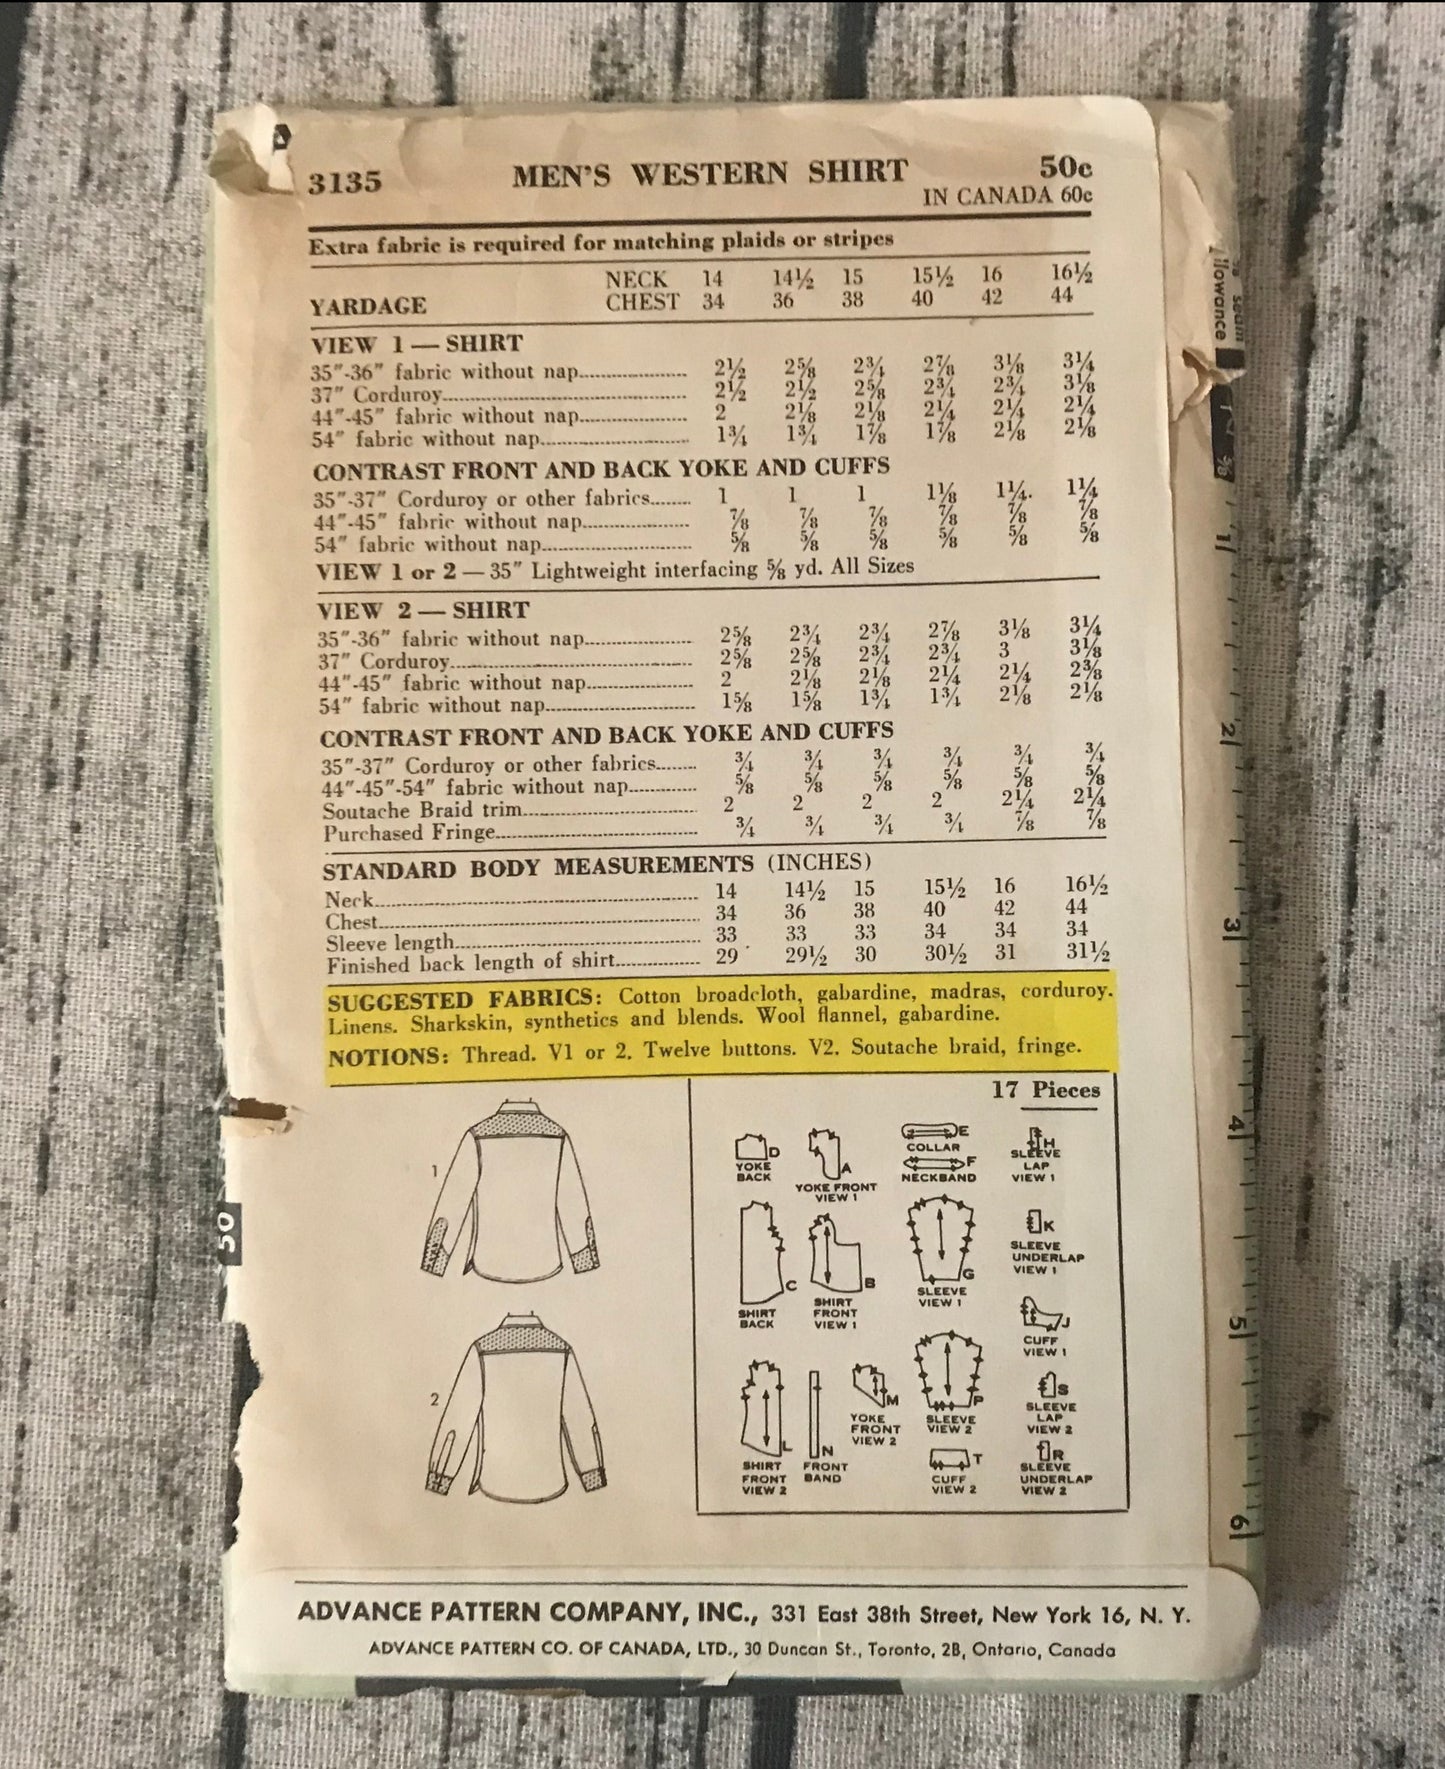 3135 MEN'S WESTERN SHIRT 50c
IN CANADA 60c
Extra fabric is required for matching plaids or stripes
NECK 14 14½ 15 15½ 16 16½
YARDAGE CHEST 34 36 38 40 42 44
VIEW 1 — SHIRT
35"-36" fabric without nap 2½ 2⅝ 2¾ 2⅞ 3⅛ 3¼
37" Corduroy 2½ 2½ 2⅝ 2¾ 2¾ 3⅛
44"-45" fabric without nap 2 2⅛ 2⅛ 2¼ 2¼ 2¼
54" fabric without nap 1¾ 1¾ 1⅞ 1⅞ 2⅛ 2⅛
CONTRAST FRONT AND BACK YOKE AND CUFFS
35"-37" Corduroy or other fabrics 1 1 1 1⅛ 1¼. 1¼
44"-45" fabric without nap ⅞ ⅞ ⅞ ⅞ ⅞ ⅞
54" fabric without nap ⅝ ⅝ ⅝ ⅝ ⅝ ⅝
VIEW 1 or 2 — 35" Lightweight interfacing ⅝ yd. All Sizes
VIEW 2 — SHIRT
35"-36" fabric without nap 2⅝ 2¾ 2¾ 2⅞ 3⅛ 3¼
37" Corduroy 2⅝ 2⅝ 2¾ 2¾ 3 3⅛
44"-45" fabric without nap 2 2⅛ 2⅛ 2¼ 2¼ 2⅜
54" fabric without nap 1⅝ 1⅝ 1¾ 1¾ 2⅛ 2⅛
CONTRAST FRONT AND BACK YOKE AND CUFFS
35"-37" Corduroy or other fabrics ¾ ¾ ¾ ¾ ¾ ¾
44"-45"-54" fabric without nap ⅝ ⅝ ⅝ ⅝ ⅝ ⅝
Soutache Braid trim 2 2 2 2 2¼ 2¼
Purchased Fringe ¾ ¾ ¾ ¾ ⅞ ⅞
STANDARD BODY MEASUREMENTS (INCHES)
Neck 14 14½ 15 15½ 16 16½
Chest 34 36 38 40 42 44
Sleeve length 33 33 33 34 34 34
Finished back length of shirt 29 29½ 30 30½ 31 31½
SUGGESTED FABRICS: Cotton broadcloth, gabardine, madras, corduroy.
Linens. Sharkskin, synthetics and blends. Wool flannel, gabardine.
NOTIONS: Thread. V1 or 2. Twelve buttons. V2. Soutache braid, fringe.
17 Pieces
1
2
D
YOKE
BACK
A
YOKE FRONT
VIEW 1
E
COLLAR
F
NECKBAND
H
SLEEVE
LAP
VIEW 1
C
SHIRT
BACK
B
SHIRT
FRONT
VIEW 1
G
SLEEVE
VIEW 1
K
SLEEVE
UNDERLAP
VIEW 1
J
CUFF
VIEW 1
L
SHIRT
FRONT
VIEW 2
N
FRONT
BAND
M
YOKE
FRONT
VIEW 2
P
SLEEVE
VIEW 2
T
CUFF
VIEW 2
S
SLEEVE
LAP
VIEW 2
R
SLEEVE
UNDERLAP
VIEW 2
ADVANCE PATTERN COMPANY, INC., 331 East 38th Street, New York 16, N. Y.
ADVANCE PATTERN CO. OF CANADA, LTD., 30 Duncan St., Toronto, 2B, Ontario, Canada
50
seam
llowance
⅝
1
2
3
4
5
6